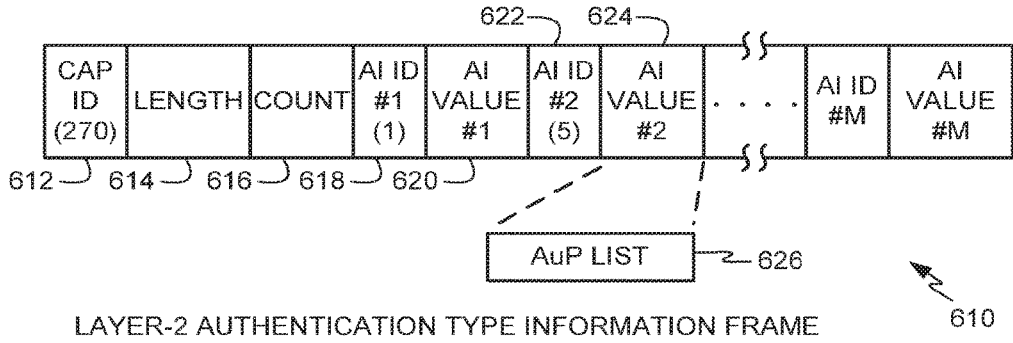 622 624
CAP ID (270) LENGTH COUNT AI ID #1 (1) AI VALUE #1 AI ID #2 (5) AI VALUE #2 . . . . . AI ID #M AI VALUE #M
612 614 616 618 620
AuP LIST 626
610
LAYER-2 AUTHENTICATION TYPE INFORMATION FRAME